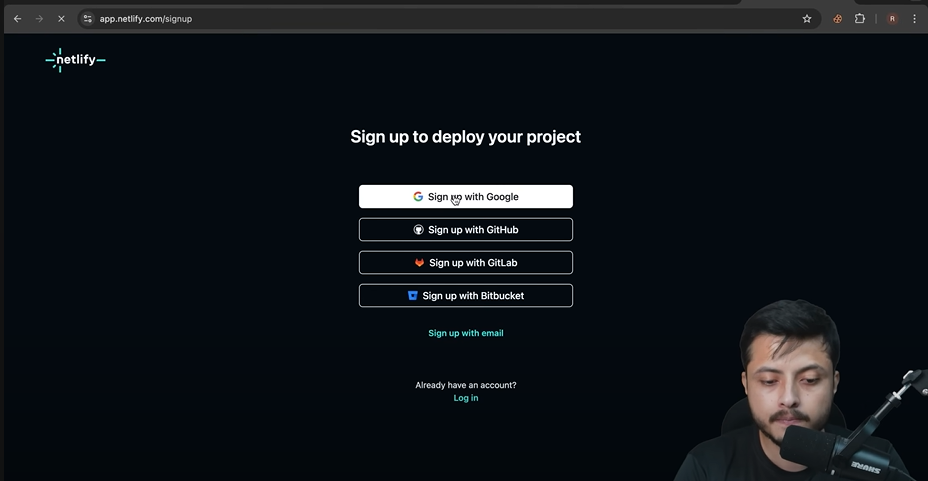 app.netlify.com/signup
R
netlify
Sign up to deploy your project
Sign up with Google
Sign up with GitHub
Sign up with GitLab
Sign up with Bitbucket
Sign up with email
Already have an account?
Log in